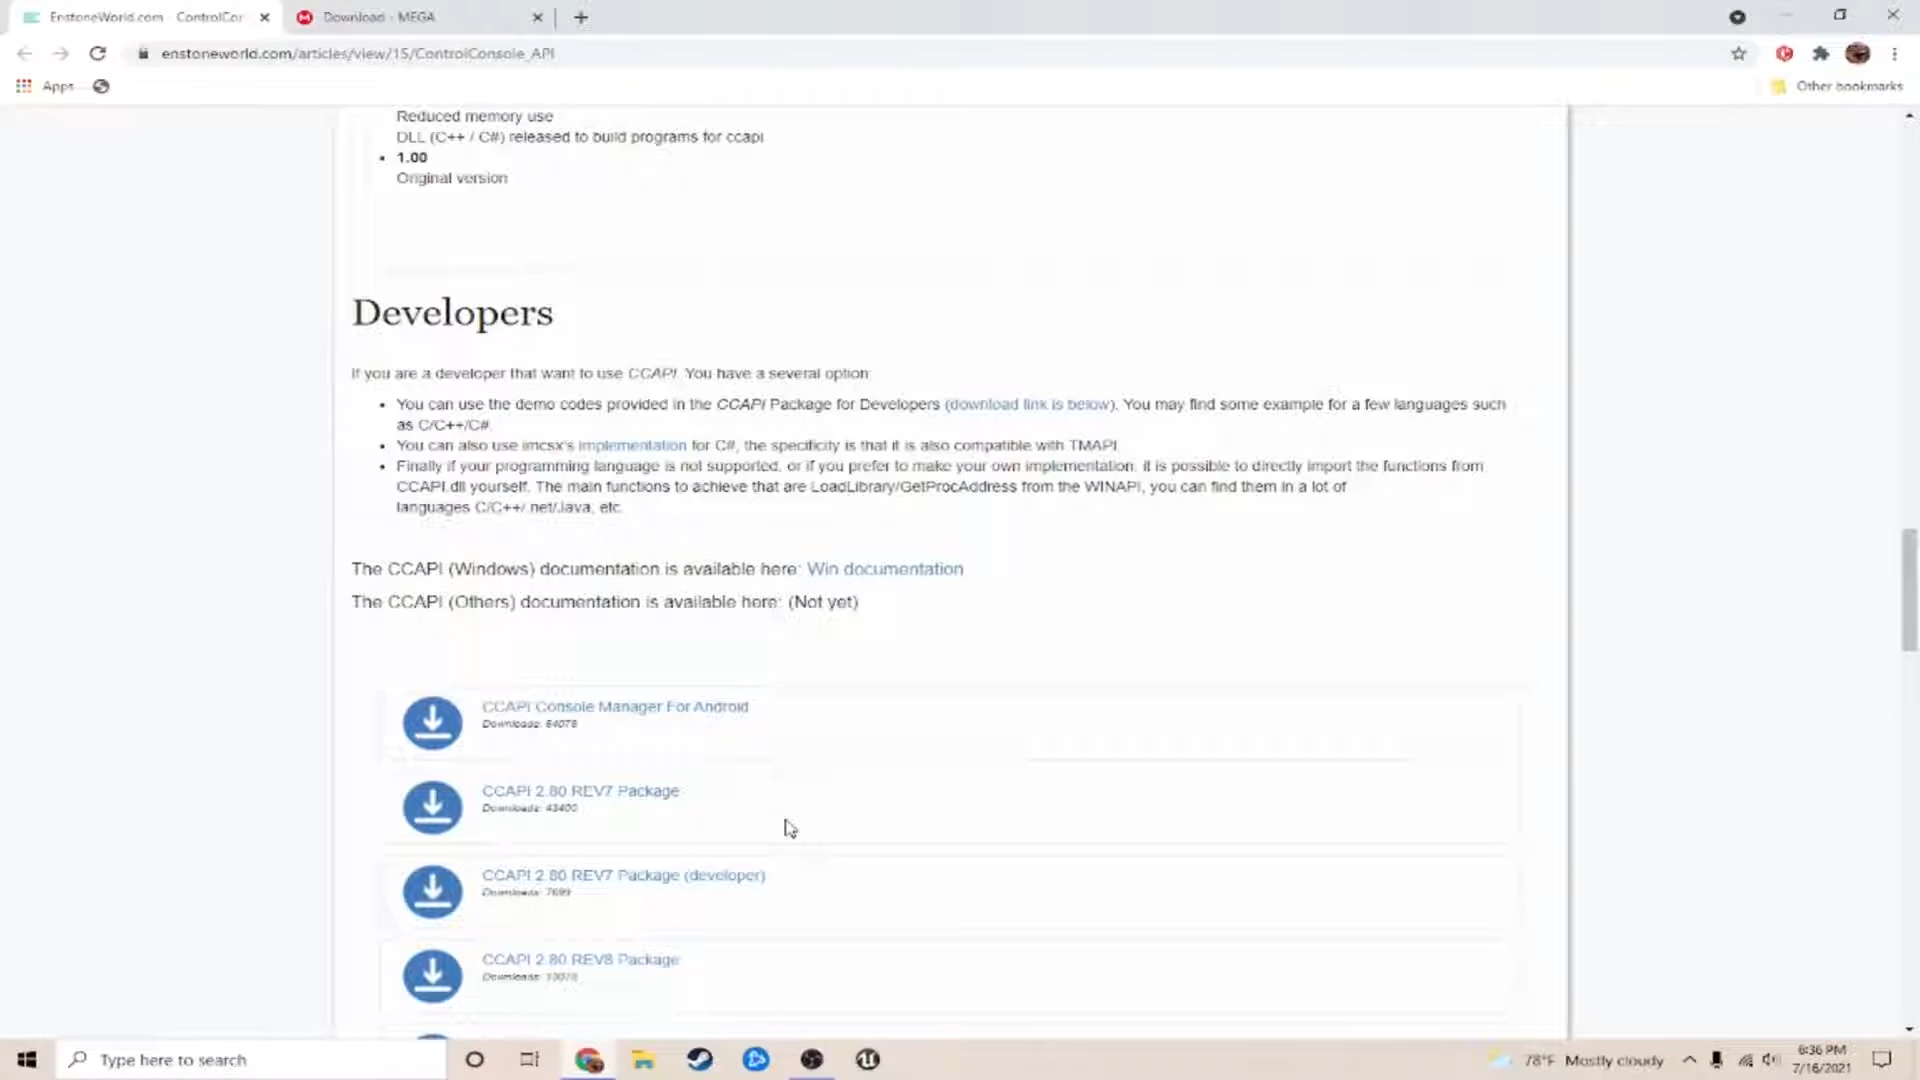 EnstoneWorld.com - ControlCor
Download - MEGA
enstoneworld.com/articles/view/15/ControlConsole_API
Apps
Other bookmarks
Reduced memory use
DLL (C++ / C#) released to build programs for ccapi
1.00
Original version
Developers
If you are a developer that want to use CCAPI. You have a several option:
You can use the demo codes provided in the CCAPI Package for Developers (download link is below). You may find some example for a few languages such
as C/C++/C#.
You can also use imcsx's implementation for C#, the specificity is that it is also compatible with TMAPI.
Finally if your programming language is not supported, or if you prefer to make your own implementation, it is possible to directly import the functions from
CCAPI.dll yourself. The main functions to achieve that are LoadLibrary/GetProcAddress from the WINAPI, you can find them in a lot of
languages C/C++/.net/Java, etc.
The CCAPI (Windows) documentation is available here: Win documentation
The CCAPI (Others) documentation is available here: (Not yet)
CCAPI Console Manager For Android
Downloads: 64078
CCAPI 2.80 REV7 Package
Downloads: 43400
CCAPI 2.80 REV7 Package (developer)
Downloads: 7699
CCAPI 2.80 REV8 Package
Downloads:
Type here to search
78°F Mostly cloudy
6:36 PM
7/16/2021